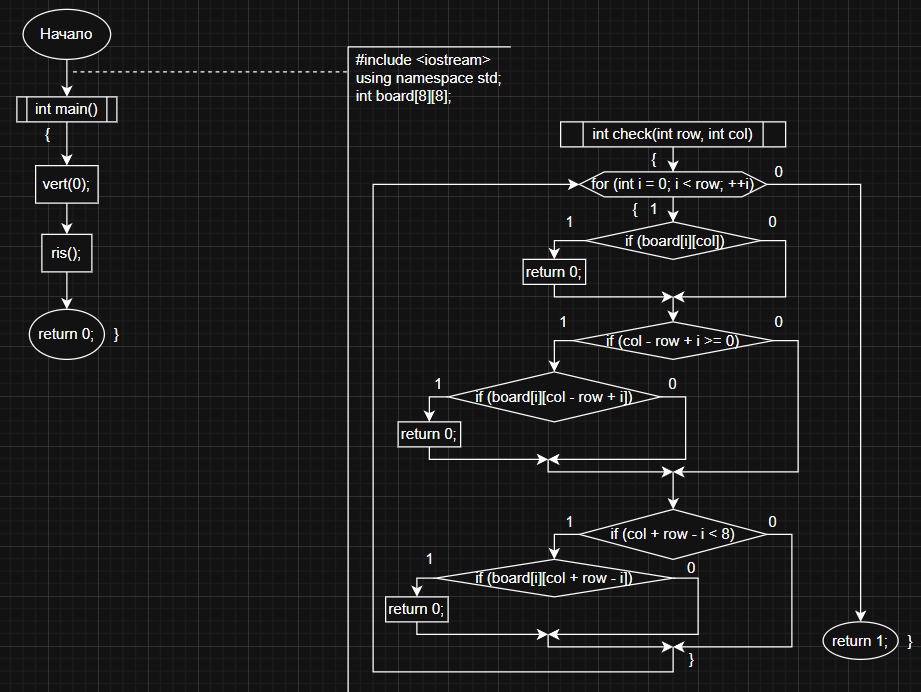 Начало
int main()
{
vert(0);
ris();
return 0;
}
#include <iostream>
using namespace std;
int board[8][8];
int check(int row, int col)
{
for (int i = 0; i < row; ++i)
0
{ 1
1
if (board[i][col])
0
return 0;
1
if (col - row + i >= 0)
0
1
if (board[i][col - row + i])
0
return 0;
1
if (col + row - i < 8)
0
1
if (board[i][col + row - i])
0
return 0;
}
return 1;
}